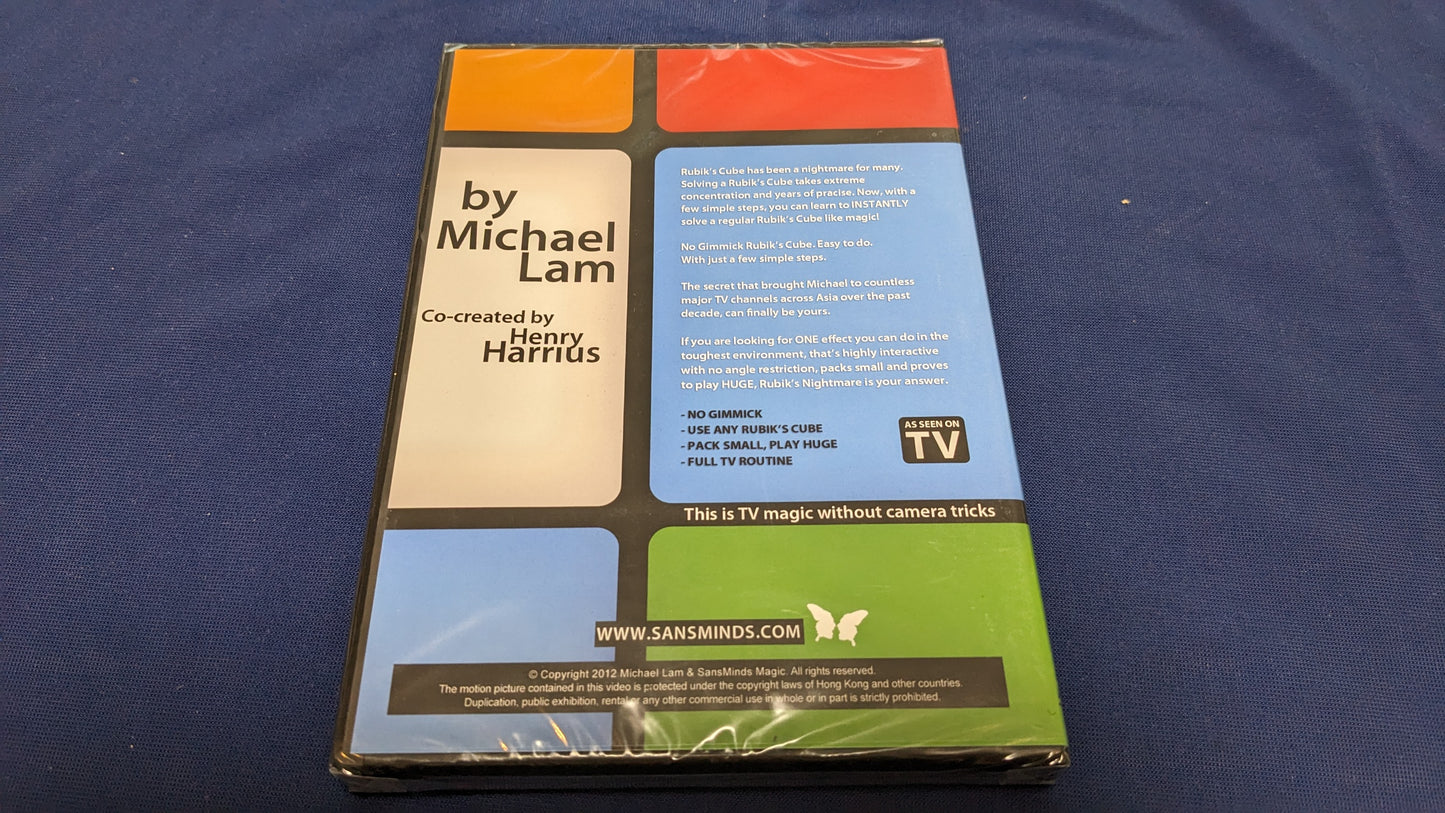 by
Michael
Lam
Co-created by
Henry
Harrius
Rubik's Cube has been a nightmare for many.
Solving a Rubik's Cube takes extreme
concentration and years of pracise. Now, with a
few simple steps, you can learn to INSTANTLY
solve a regular Rubik's Cube like magic!
No Gimmick Rubik's Cube. Easy to do.
With just a few simple steps.
The secret that brought Michael to countless
major TV channels across Asia over the past
decade, can finally be yours.
If you are looking for ONE effect you can do in the
toughest environment, that's highly interactive
with no angle restriction, packs small and proves
to play HUGE, Rubik's Nightmare is your answer.
- NO GIMMICK
- USE ANY RUBIK'S CUBE
- PACK SMALL, PLAY HUGE
- FULL TV ROUTINE
AS SEEN ON
TV
This is TV magic without camera tricks
WWW.SANSMINDS.COM
© Copyright 2012 Michael Lam & SansMinds Magic. All rights reserved.
The motion picture contained in this video is protected under the copyright laws of Hong Kong and other countries.
Duplication, public exhibition, rental or any other commercial use in whole or in part is strictly prohibited.